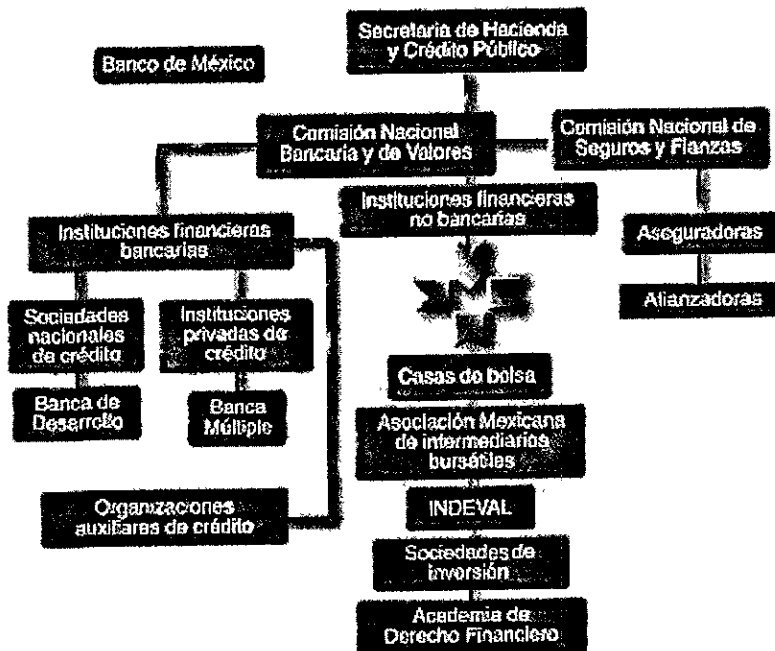 Secretaría de Hacienda
y Crédito Público
Banco de México
Comisión Nacional
Bancaria y de Valores
Comisión Nacional de
Seguros y Fianzas
Instituciones financieras
no bancarias
Instituciones financieras
bancarias
Aseguradoras
Afianzadoras
Sociedades
nacionales
de crédito
Instituciones
privadas de
crédito
Casas de bolsa
Banca de
Desarrollo
Banca
Múltiple
Asociación Mexicana
de intermediarios
bursátiles
Organizaciones
auxiliares de crédito
INDEVAL
Sociedades de
inversión
Academia de
Derecho Financiero